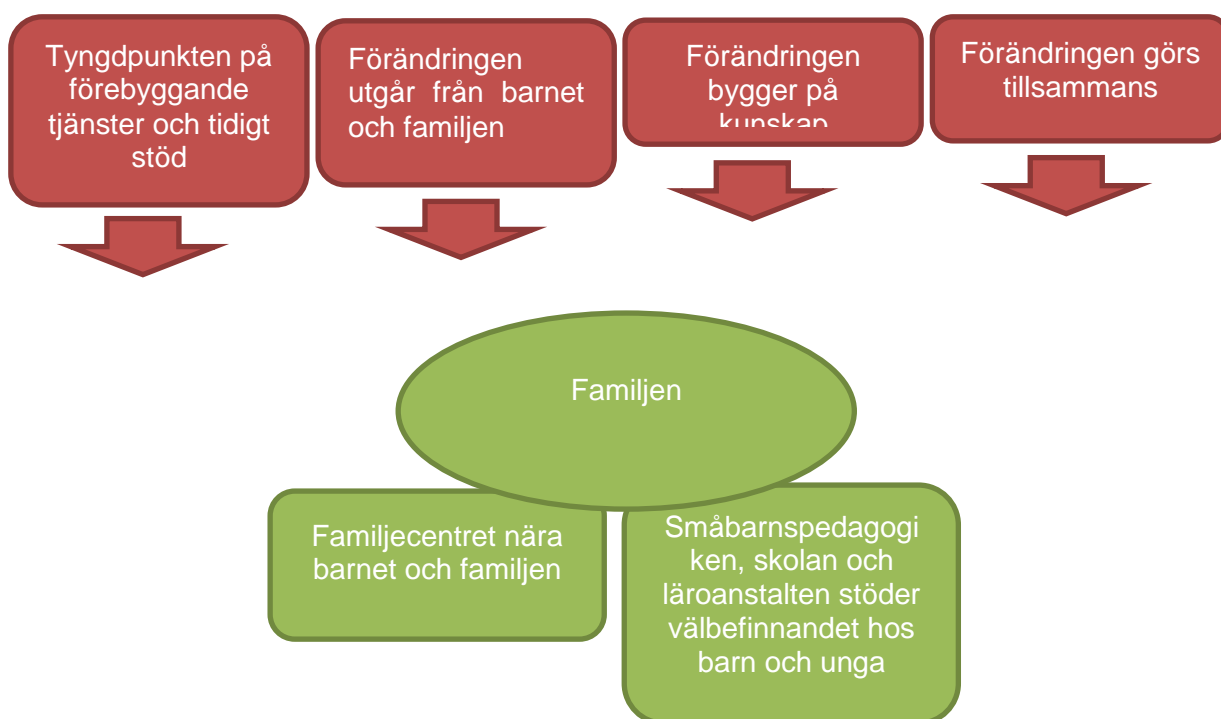 Tyngdpunkten på
förebyggande
tjänster och tidigt
stöd
Förändringen
utgår från barnet
och familjen
Förändringen
bygger på
kunskap
Förändringen görs
tillsammans
Familjen
Familjecentret nära
barnet och familjen
Småbarnspedagogi
ken, skolan och
läroanstalten stöder
välbefinnandet hos
barn och unga